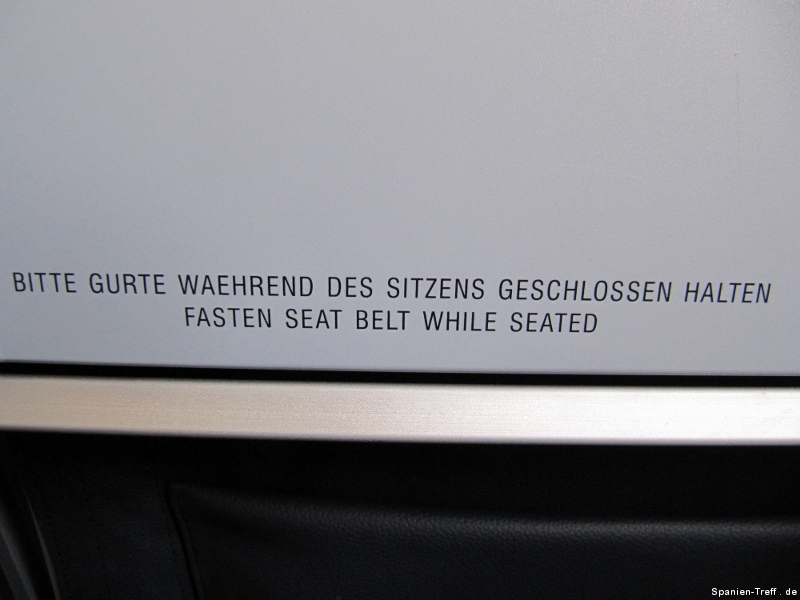 BITTE GURTE WAEHREND DES SITZENS GESCHLOSSEN HALTEN
FASTEN SEAT BELT WHILE SEATED
Spanien-Treff . de